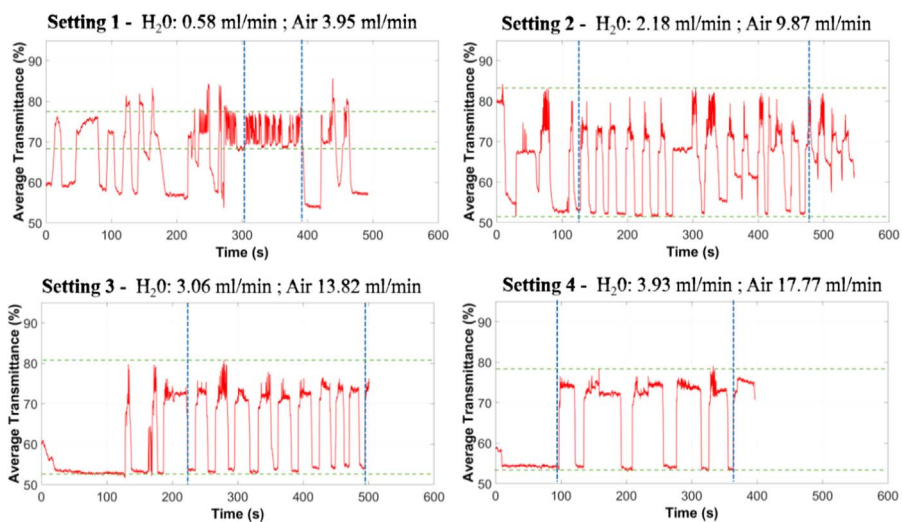 Setting 1 - H₂0: 0.58 ml/min ; Air 3.95 ml/min
Average Transmittance (%)
90
80
70
60
50
0 100 200 300 400 500 600
Time (s)
Setting 2 - H₂0: 2.18 ml/min ; Air 9.87 ml/min
Average Transmittance (%)
90
80
70
60
50
0 100 200 300 400 500 600
Time (s)
Setting 3 - H₂0: 3.06 ml/min ; Air 13.82 ml/min
Average Transmittance (%)
90
80
70
60
50
0 100 200 300 400 500 600
Time (s)
Setting 4 - H₂0: 3.93 ml/min ; Air 17.77 ml/min
Average Transmittance (%)
90
80
70
60
50
0 100 200 300 400 500 600
Time (s)